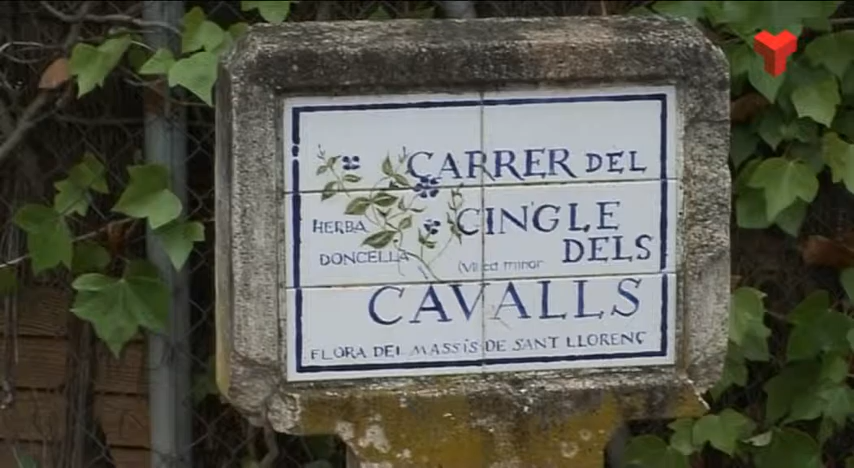 CARRER DEL
CINGLE
DELS
CAVALLS
HERBA
DONCELLA
(Vinca minor
FLORA DEL MASSÍS DE SANT LLORENÇ